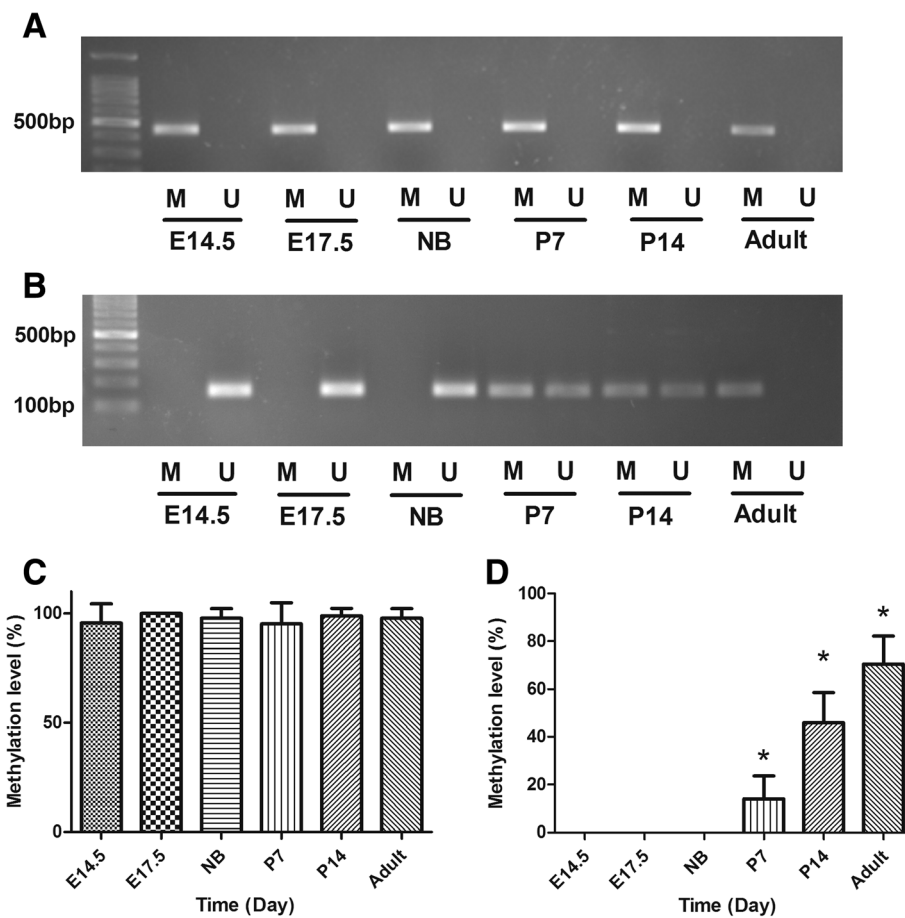 A
500bp
M U M U M U M U M U M U
E14.5 E17.5 NB P7 P14 Adult
B
500bp
100bp
M U M U M U M U M U M U
E14.5 E17.5 NB P7 P14 Adult
C
Methylation level (%)
100
50
0
E14.5 E17.5 NB P7 P14 Adult
Time (Day)
D
Methylation level (%)
100
80
60
40
20
0
* * *
E14.5 E17.5 NB P7 P14 Adult
Time (Day)